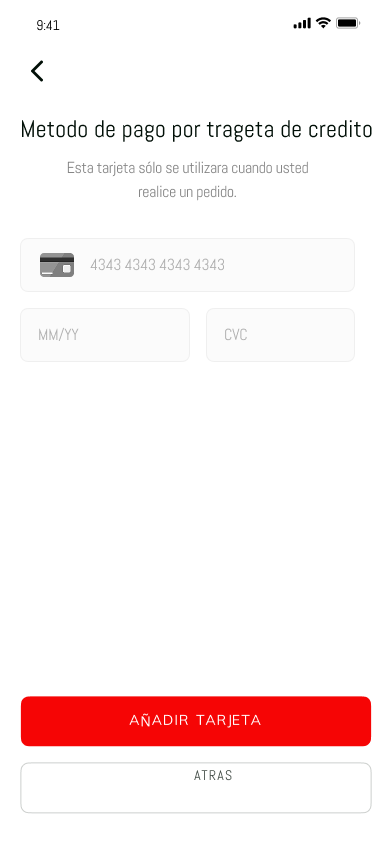 9:41
Metodo de pago por trageta de credito
Esta tarjeta sólo se utilizara cuando usted
realice un pedido.
4343 4343 4343 4343
MM/YY CVC
AÑADIR TARJETA
ATRAS